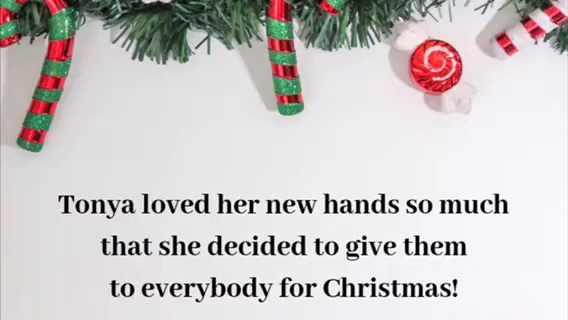 Tonya loved her new hands so much
that she decided to give them
to everybody for Christmas!